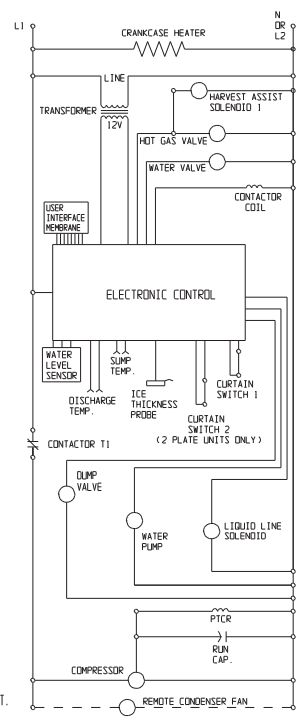 L1
N
OR
L2
CRANKCASE HEATER
LINE
TRANSFORMER
12V
HARVEST ASSIST
SOLENOID 1
HOT GAS VALVE
WATER VALVE
CONTACTOR
COIL
USER
INTERFACE
MEMBRANE
ELECTRONIC CONTROL
WATER
LEVEL
SENSOR
SUMP
TEMP.
DISCHARGE
TEMP.
ICE
THICKNESS
PROBE
CURTAIN
SWITCH 1
CURTAIN
SWITCH 2
(2 PLATE UNITS ONLY)
CONTACTOR T1
DUMP
VALVE
WATER
PUMP
LIQUID LINE
SOLENOID
PTCR
RUN
CAP.
COMPRESSOR
T.
REMOTE CONDENSER FAN